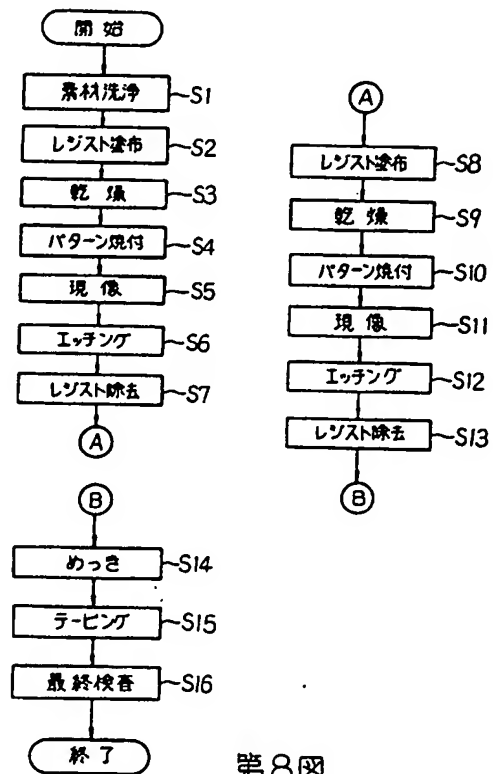 開始
素材洗浄 S1
レジスト塗布 S2
乾燥 S3
パターン焼付 S4
現像 S5
エッチング S6
レジスト除去 S7
A
A
レジスト塗布 S8
乾燥 S9
パターン焼付 S10
現像 S11
エッチング S12
レジスト除去 S13
B
B
めっき S14
テーピング S15
最終検査 S16
終了
第8図